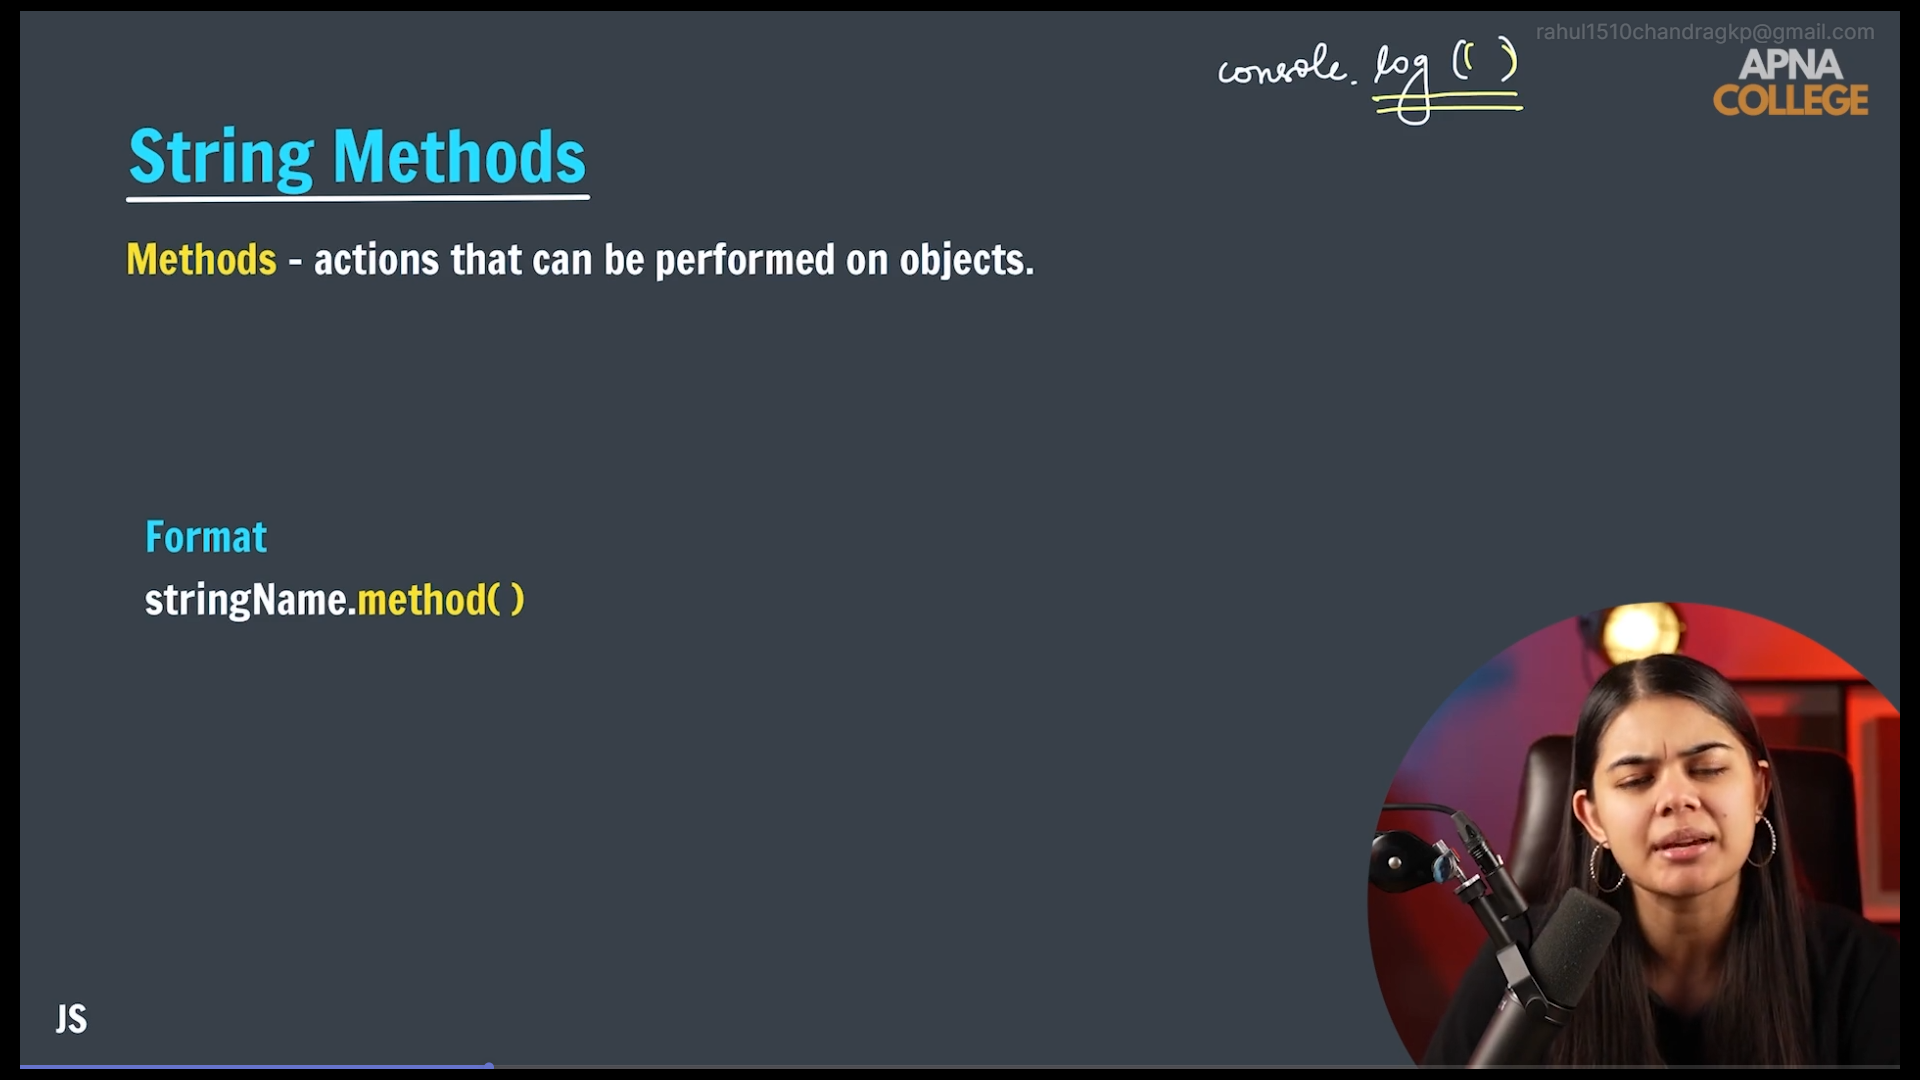 rahul1510chandragkp@gmail.com
console. log ( )
APNA
COLLEGE
String Methods
Methods - actions that can be performed on objects.
Format
stringName.method( )
JS